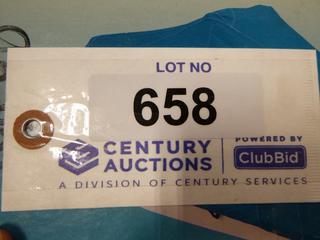 LOT NO
658
CENTURY
AUCTIONS
POWERED BY
ClubBid
A DIVISION OF CENTURY SERVICES